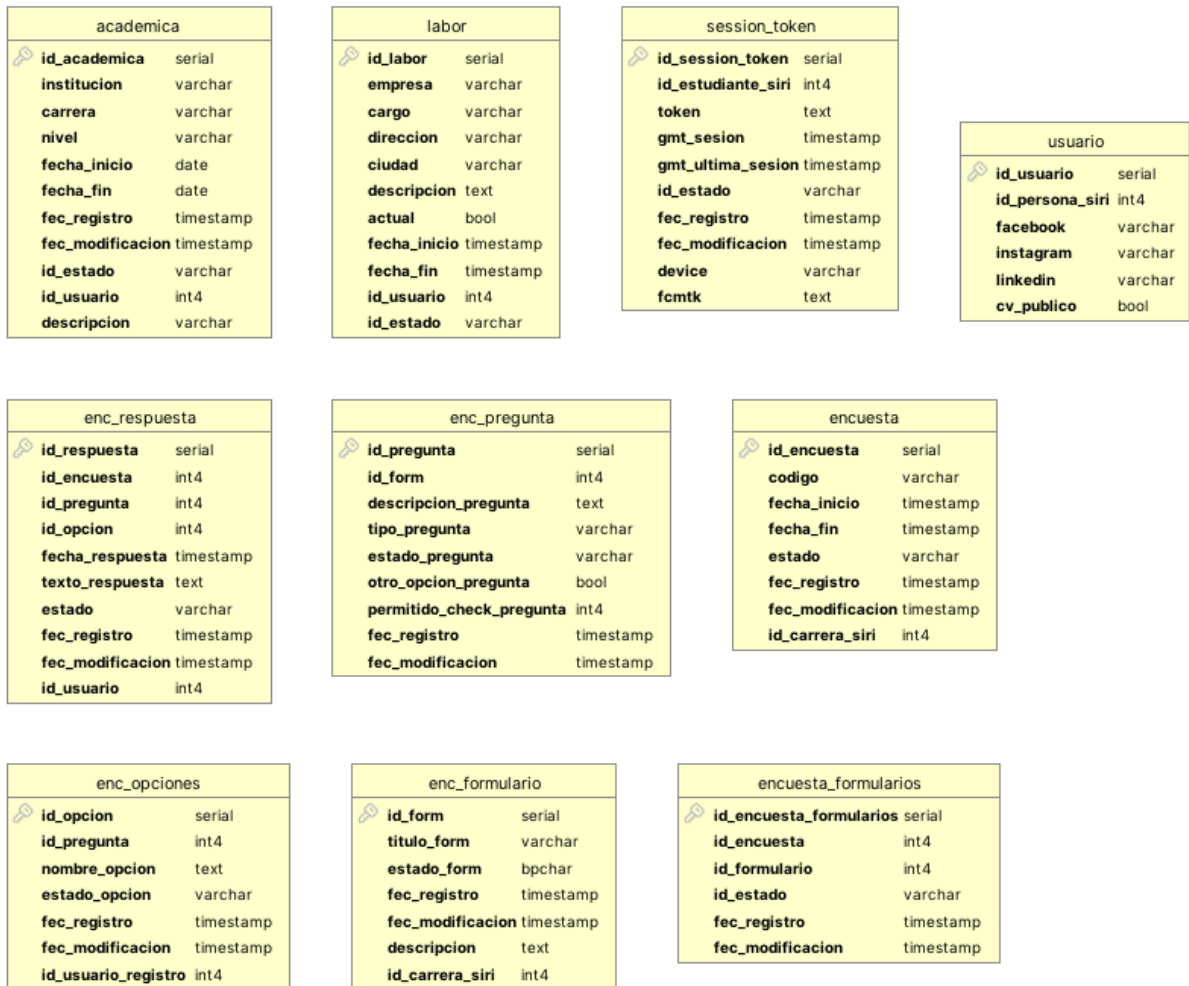 academica
id_academica serial
institucion varchar
carrera varchar
nivel varchar
fecha_inicio date
fecha_fin date
fec_registro timestamp
fec_modificacion timestamp
id_estado varchar
id_usuario int4
descripcion varchar
labor
id_labor serial
empresa varchar
cargo varchar
direccion varchar
ciudad varchar
descripcion text
actual bool
fecha_inicio timestamp
fecha_fin timestamp
id_usuario int4
id_estado varchar
session_token
id_session_token serial
id_estudiante_siri int4
token text
gmt_sesion timestamp
gmt_ultima_sesion timestamp
id_estado varchar
fec_registro timestamp
fec_modificacion timestamp
device varchar
fcmtk text
usuario
id_usuario serial
id_persona_siri int4
facebook varchar
instagram varchar
linkedin varchar
cv_publico bool
enc_respuesta
id_respuesta serial
id_encuesta int4
id_pregunta int4
id_opcion int4
fecha_respuesta timestamp
texto_respuesta text
estado varchar
fec_registro timestamp
fec_modificacion timestamp
id_usuario int4
enc_pregunta
id_pregunta serial
id_form int4
descripcion_pregunta text
tipo_pregunta varchar
estado_pregunta varchar
otro_opcion_pregunta bool
permitido_check_pregunta int4
fec_registro timestamp
fec_modificacion timestamp
encuesta
id_encuesta serial
codigo varchar
fecha_inicio timestamp
fecha_fin timestamp
estado varchar
fec_registro timestamp
fec_modificacion timestamp
id_carrera_siri int4
enc_opciones
id_opcion serial
id_pregunta int4
nombre_opcion text
estado_opcion varchar
fec_registro timestamp
fec_modificacion timestamp
id_usuario_registro int4
enc_formulario
id_form serial
titulo_form varchar
estado_form bpchar
fec_registro timestamp
fec_modificacion timestamp
descripcion text
id_carrera_siri int4
encuesta_formularios
id_encuesta_formularios serial
id_encuesta int4
id_formulario int4
id_estado varchar
fec_registro timestamp
fec_modificacion timestamp